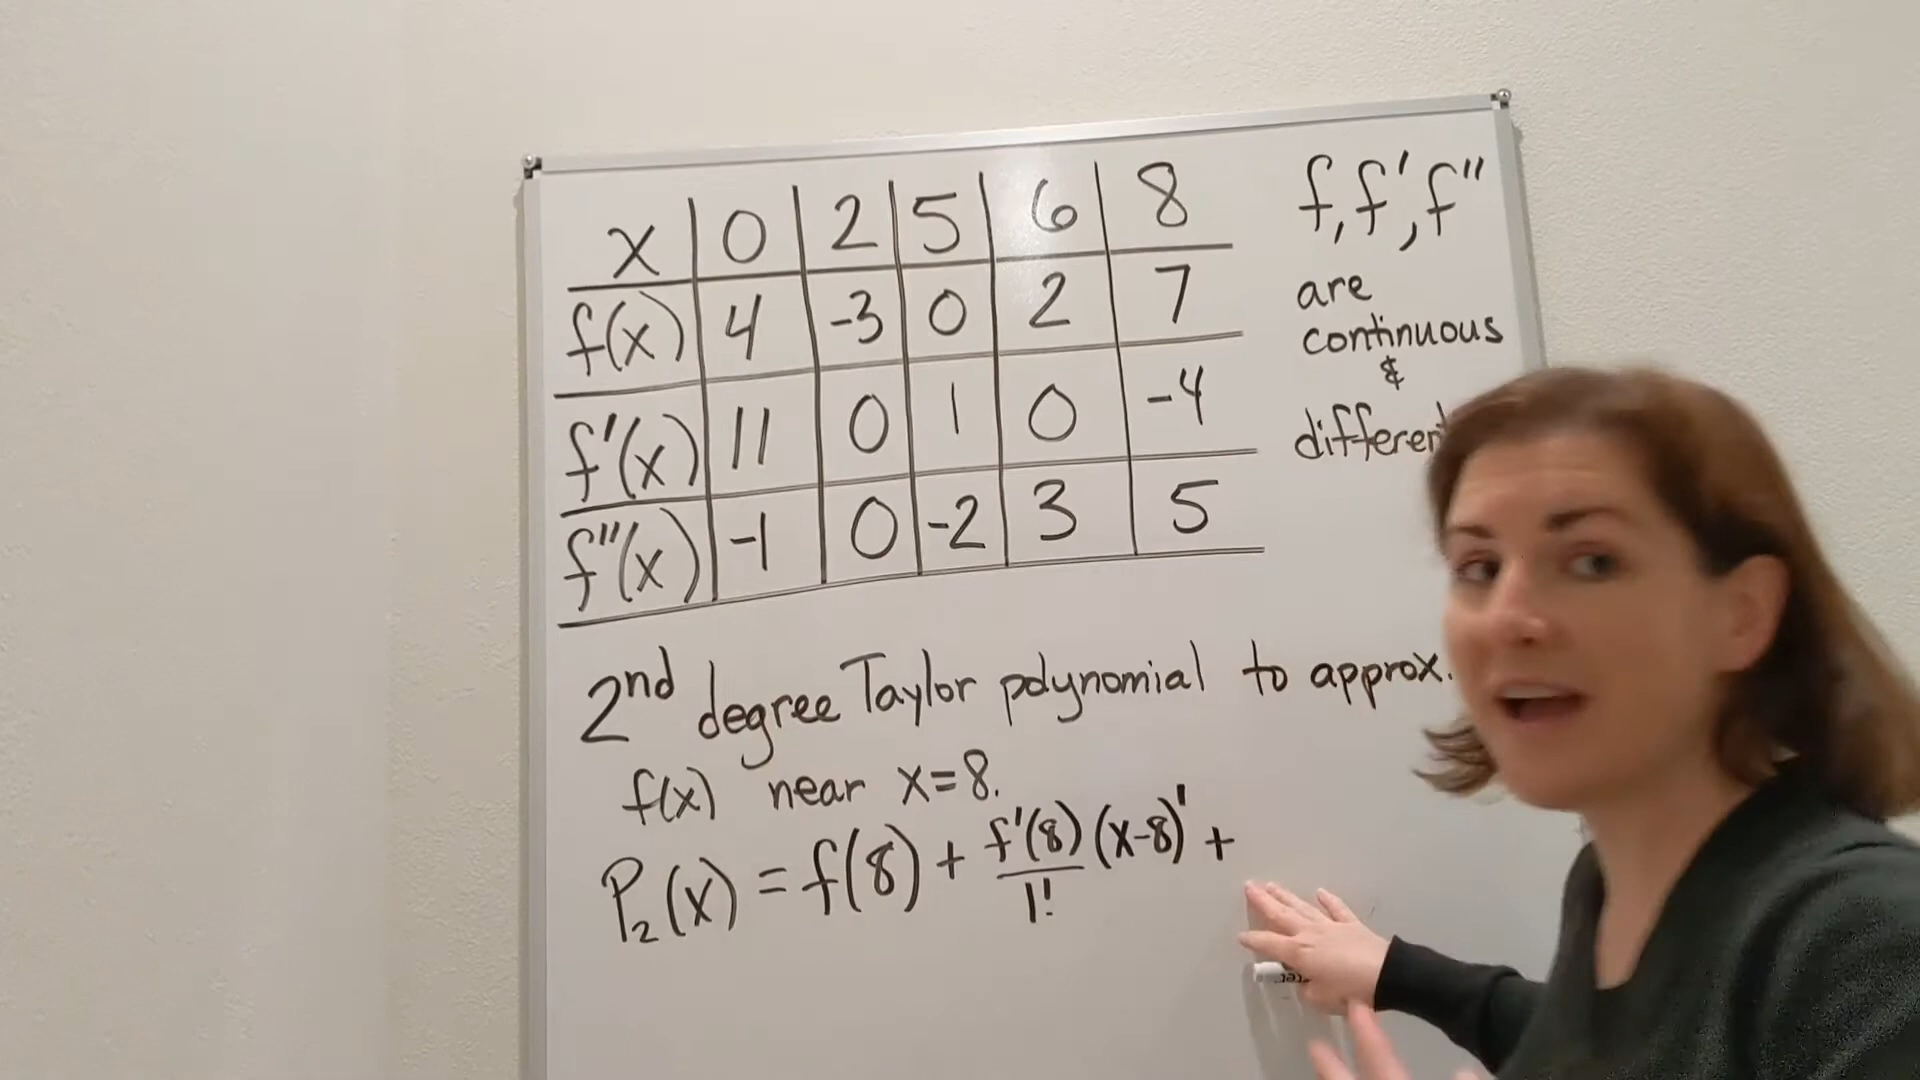 x 0 2 5 6 8
f(x) 4 -3 0 2 7
f'(x) 11 0 1 0 -4
f''(x) -1 0 -2 3 5
f, f', f''
are
continuous
&
2nd degree Taylor polynomial to approx.
f(x) near x=8.
P₂(x) = f(8) + f'(8)/1! (x-8)' +